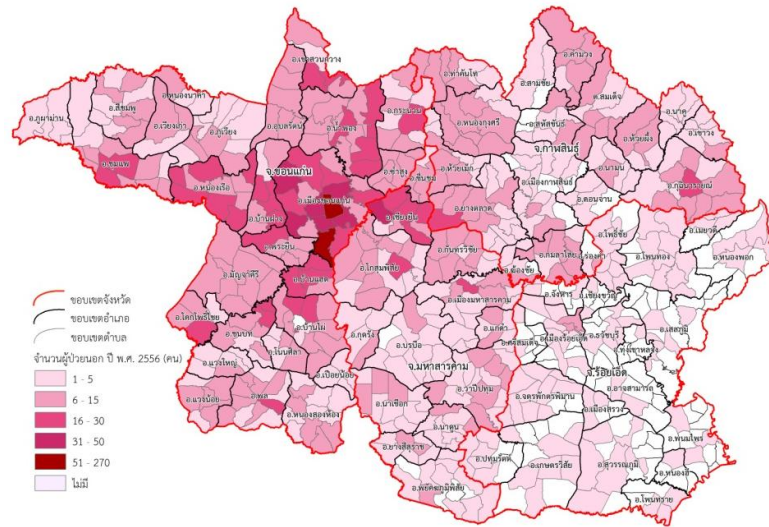 อ.เขาสวนกวาง
อ.ท่าคันโท
อ.คำม่วง
อ.สามชัย
อ.สมเด็จ
อ.นาคู
อ.หนองนาคำ
อ.สีชมพู
อ.ภูผาม่าน
อ.เวียงเก่า
อ.ภูเวียง
อ.อุบลรัตน์
อ.น้ำพอง
อ.กระนวน
อ.หนองกุงศรี
อ.สหัสขันธ์
อ.ห้วยผึ้ง
อ.เขาวง
จ.กาฬสินธุ์
อ.ชุมแพ
จ.ขอนแก่น
อ.ซำสูง
อ.ชื่นชม
อ.ห้วยเม็ก
อ.นามน
อ.เมืองกาฬสินธุ์
อ.กุฉินารายณ์
อ.หนองเรือ
อ.เมืองขอนแก่น
อ.ดอนจาน
อ.บ้านฝาง
อ.เชียงยืน
อ.ยางตลาด
อ.เมยวดี
อ.โพธิ์ชัย
อ.พระยืน
อ.กันทรวิชัย
อ.กมลาไสย
อ.ร่องคำ
อ.โพนทอง
อ.หนองพอก
อ.มัญจาคีรี
อ.โกสุมพิสัย
อ.ฆ้องชัย
อ.บ้านแฮด
อ.จังหาร
อ.เชียงขวัญ
อ.เมืองมหาสารคาม
อ.เสลภูมิ
อ.โคกโพธิ์ไชย
อ.บ้านไผ่
อ.แกดำ
อ.ศรีสมเด็จ
อ.เมืองร้อยเอ็ด
อ.ธวัชบุรี
อ.ทุ่งเขาหลวง
อ.ชนบท
อ.กุดรัง
อ.บรบือ
อ.โนนศิลา
อ.แวงใหญ่
อ.เปือยน้อย
จ.มหาสารคาม
จ.ร้อยเอ็ด
อ.วาปีปทุม
อ.จตุรพักตรพิมาน
อ.อาจสามารถ
อ.แวงน้อย
อ.พล
อ.หนองสองห้อง
อ.นาเชือก
อ.เมืองสรวง
อ.นาดูน
อ.ยางสีสุราช
อ.พนมไพร
อ.ปทุมรัตต์
อ.เกษตรวิสัย
อ.สุวรรณภูมิ
อ.หนองฮี
อ.พยัคฆภูมิพิสัย
อ.โพนทราย
ขอบเขตจังหวัด
ขอบเขตอำเภอ
ขอบเขตตำบล
จำนวนผู้ป่วยนอก ปี พ.ศ. 2556 (คน)
1 - 5
6 - 15
16 - 30
31 - 50
51 - 270
ไม่มี